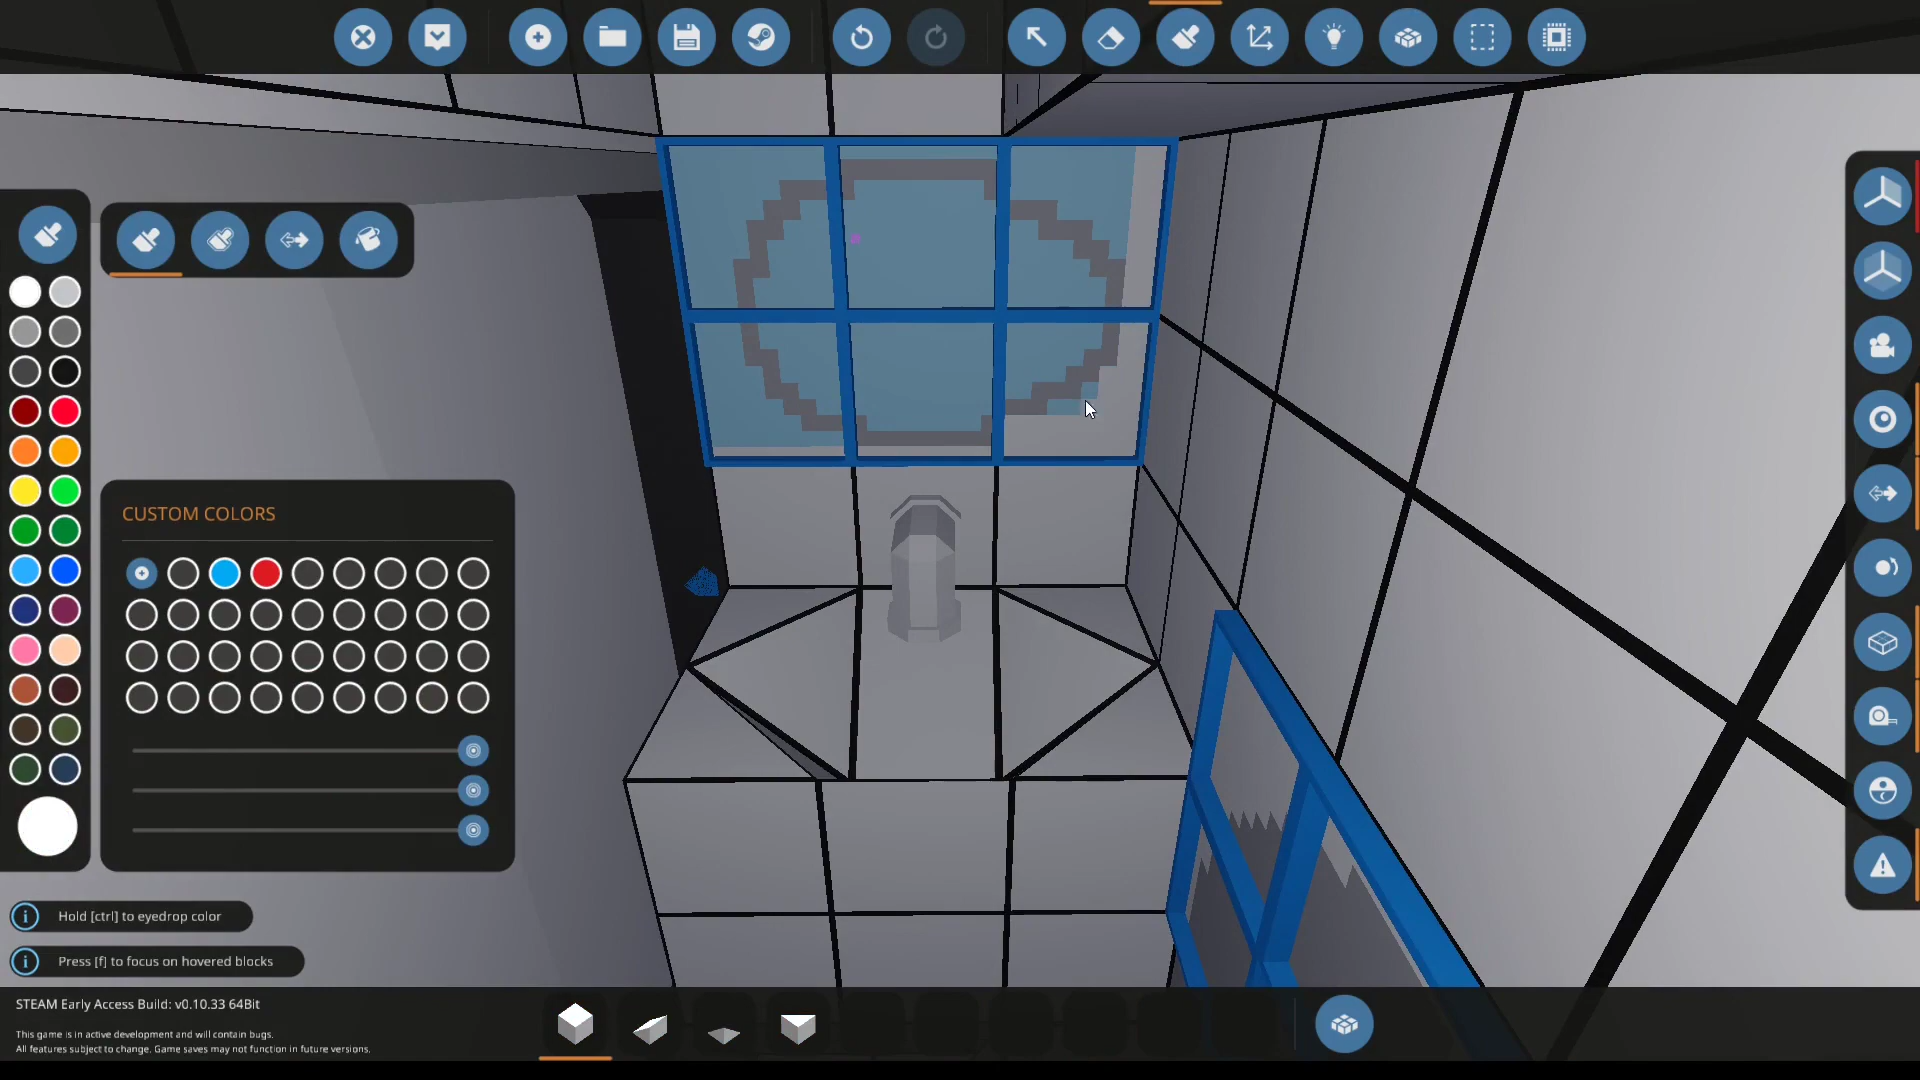 CUSTOM COLORS
Hold [ctrl] to eyedrop color
Press [f] to focus on hovered blocks
STEAM Early Access Build: v0.10.33 64Bit
This game is in active development and will contain bugs.
All features subject to change. Game saves may not function in future versions.